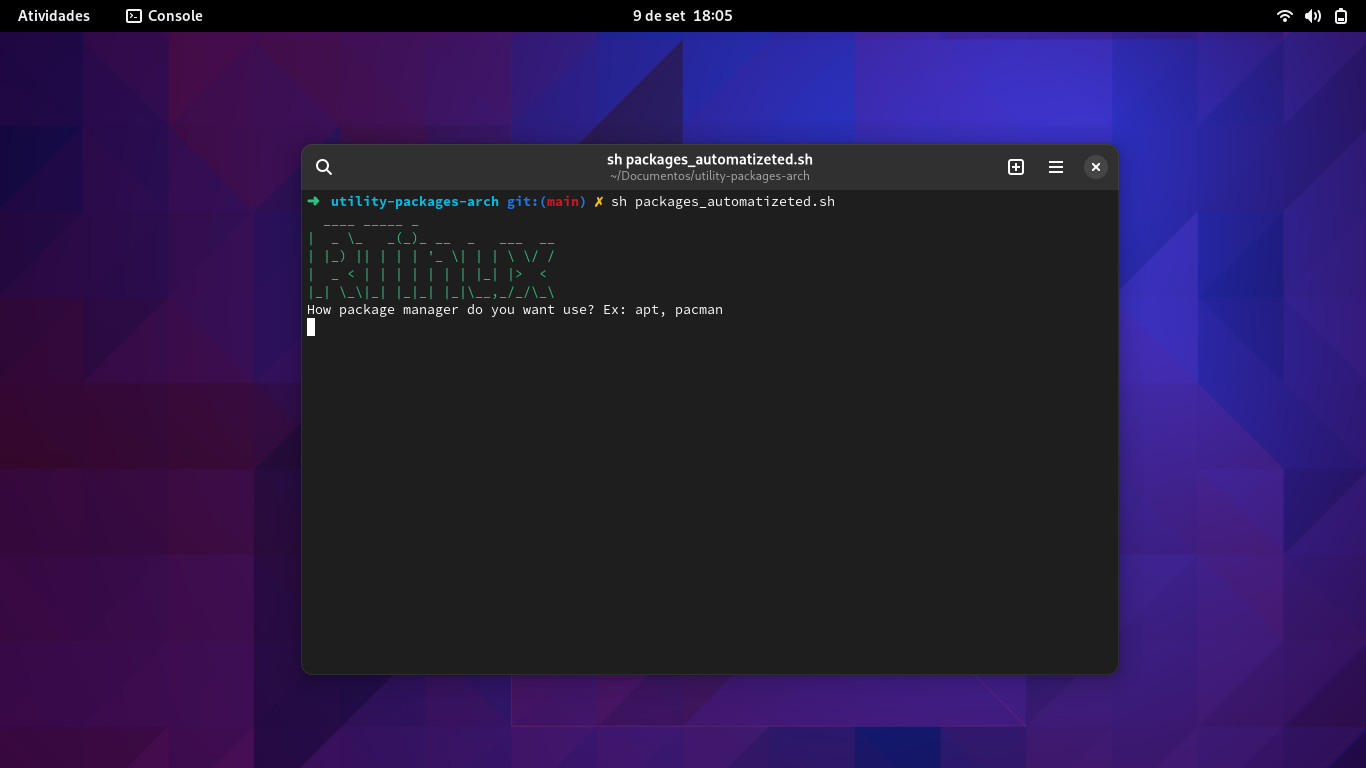 Atividades Console 9 de set 18:05
sh packages_automatizeted.sh
~/Documentos/utility-packages-arch
➜ utility-packages-arch git:(main) ✗ sh packages_automatizeted.sh
  ____ _____ _
|  _ \_   _(_)_ __  _   ___  __
| |_) || | | | '_ \| | | \ \/ /
|  _ < | | | | | | | |_| |>  <
|_| \_\|_| |_|_| |_|\__,_/_/\_\
How package manager do you want use? Ex: apt, pacman